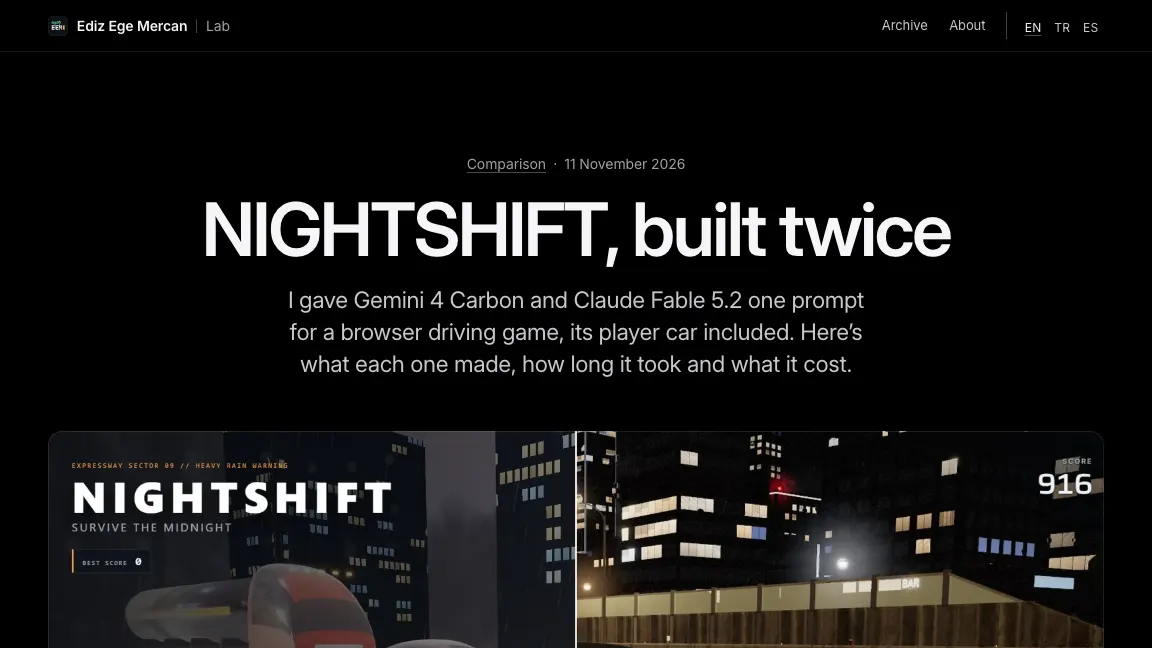 Ediz Ege Mercan | Lab
Archive
About
EN TR ES
Comparison · 11 November 2026
NIGHTSHIFT, built twice
I gave Gemini 4 Carbon and Claude Fable 5.2 one prompt
for a browser driving game, its player car included. Here’s
what each one made, how long it took and what it cost.
EXPRESSWAY SECTOR 09 // HEAVY RAIN WARNING
NIGHTSHIFT
SURVIVE THE MIDNIGHT
BEST SCORE 0
SCORE
916
BAR